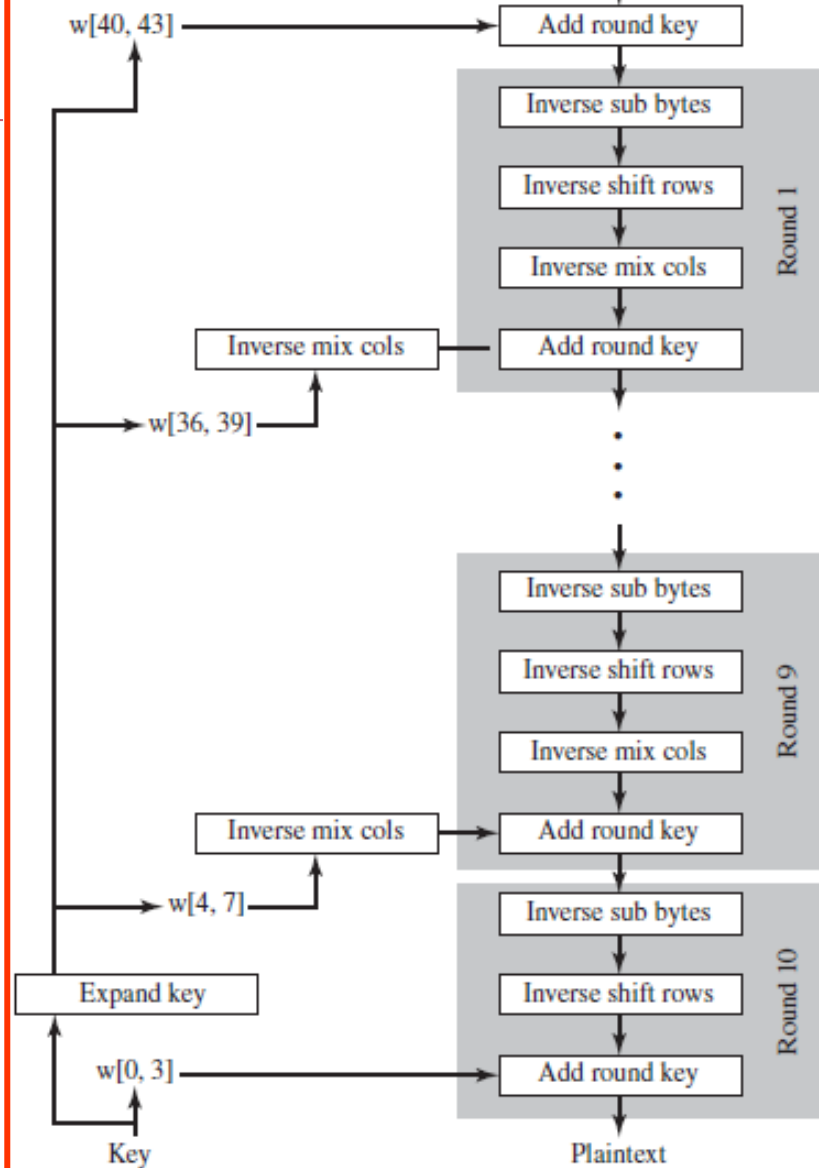 w[40, 43]
Add round key
Inverse sub bytes
Inverse shift rows
Inverse mix cols
Round 1
Inverse mix cols
Add round key
w[36, 39]
Inverse sub bytes
Inverse shift rows
Round 9
Inverse mix cols
Inverse mix cols
Add round key
w[4, 7]
Inverse sub bytes
Expand key
Inverse shift rows
Round 10
w[0, 3]
Add round key
Key
Plaintext